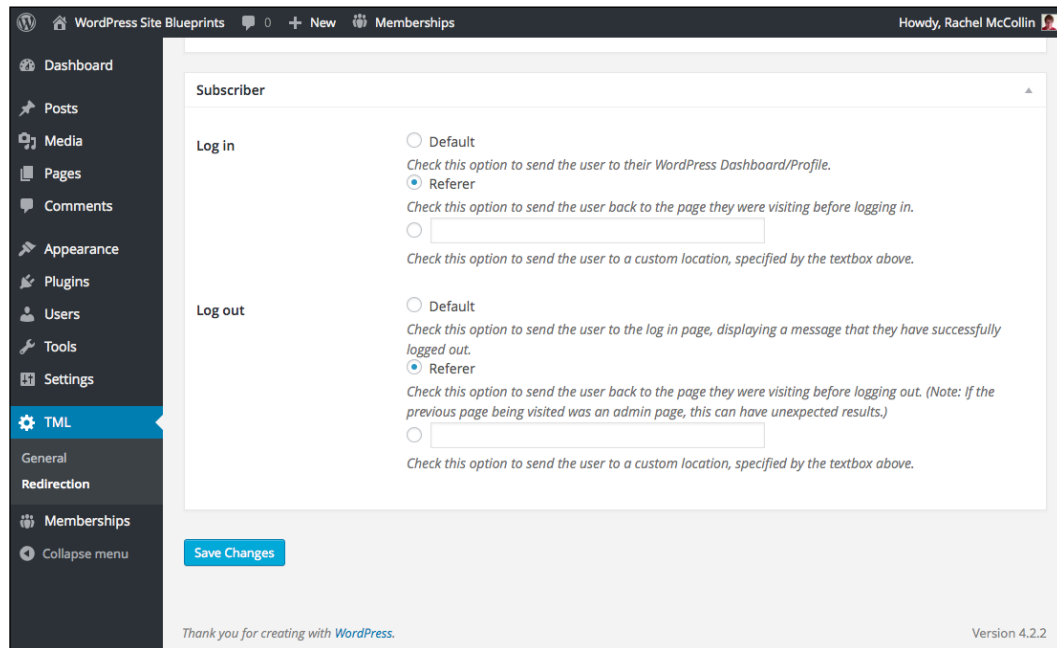 WordPress Site Blueprints 0 New Memberships Howdy, Rachel McCollin
Dashboard
Posts
Media
Pages
Comments
Appearance
Plugins
Users
Tools
Settings
TML
General
Redirection
Memberships
Collapse menu
Subscriber
Log in
Default
Check this option to send the user to their WordPress Dashboard/Profile.
Referer
Check this option to send the user back to the page they were visiting before logging in.
Check this option to send the user to a custom location, specified by the textbox above.
Log out
Default
Check this option to send the user to the log in page, displaying a message that they have successfully
logged out.
Referer
Check this option to send the user back to the page they were visiting before logging out. (Note: If the
previous page being visited was an admin page, this can have unexpected results.)
Check this option to send the user to a custom location, specified by the textbox above.
Save Changes
Thank you for creating with WordPress. Version 4.2.2